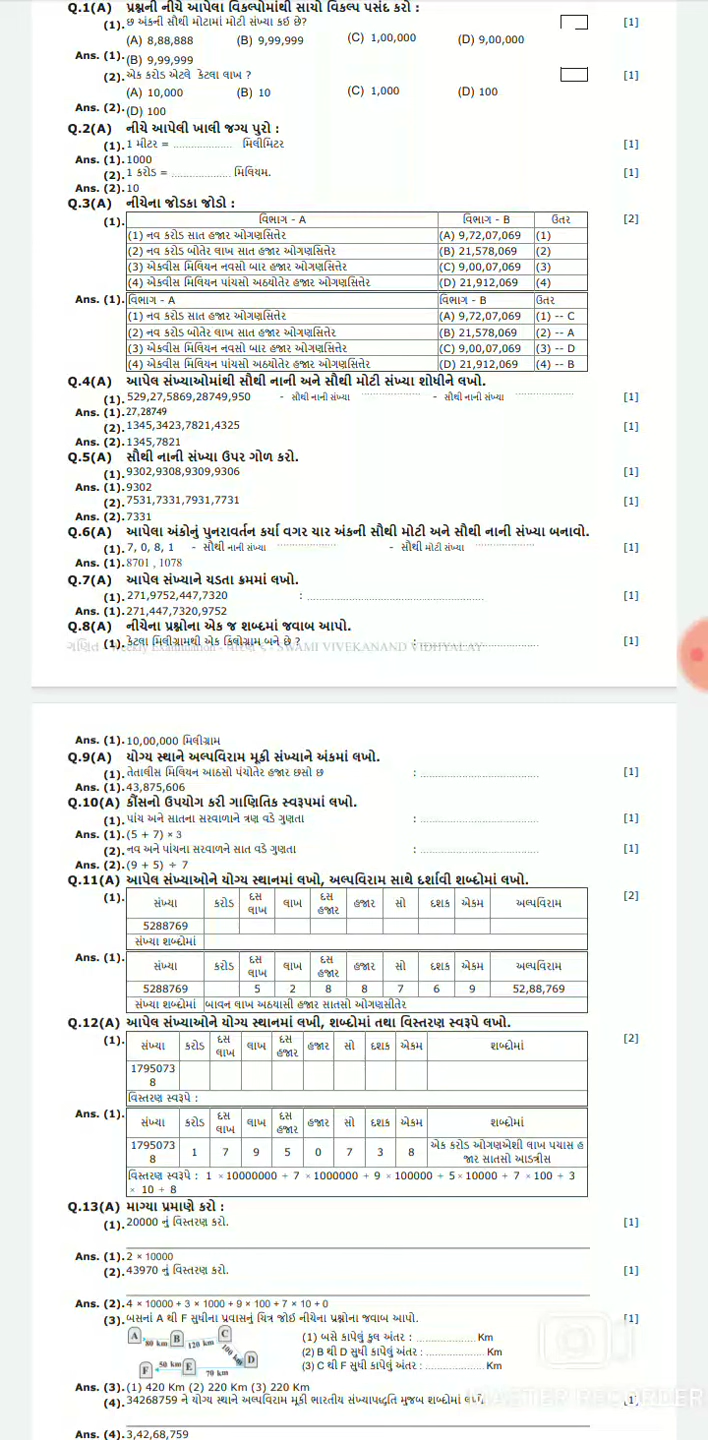 Q.1(A) પ્રશ્નની નીચે આપેલા વિકલ્પોમાંથી સાચો વિકલ્પ પસંદ કરો :
(1). છ અંકની સૌથી મોટામાં મોટી સંખ્યા કઈ છે? [1]
(A) 8,88,888 (B) 9,99,999 (C) 1,00,000 (D) 9,00,000
Ans. (1). (B) 9,99,999
(2). એક કરોડ એટલે કેટલા લાખ ? [1]
(A) 10,000 (B) 10 (C) 1,000 (D) 100
Ans. (2). (D) 100
Q.2(A) નીચે આપેલી ખાલી જગ્ય પુરો :
(1). 1 મીટર = .................... મિલીમિટર [1]
Ans. (1). 1000
(2). 1 કરોડ = .................... મિલિયમ. [1]
Ans. (2). 10
Q.3(A) નીચેના જોડકા જોડો :
(1). વિભાગ - A વિભાગ - B ઉતર [2]
(1) નવ કરોડ સાત હજાર ઓગણસિત્તેર (A) 9,72,07,069 (1)
(2) નવ કરોડ બોતેર લાખ સાત હજાર ઓગણસિત્તેર (B) 21,578,069 (2)
(3) એકવીસ મિલિયન નવસો બાર હજાર ઓગણસિત્તેર (C) 9,00,07,069 (3)
(4) એકવીસ મિલિયન પાંચસો અઠયોતેર હજાર ઓગણસિત્તેર (D) 21,912,069 (4)
Ans. (1). વિભાગ - A વિભાગ - B ઉતર
(1) નવ કરોડ સાત હજાર ઓગણસિત્તેર (A) 9,72,07,069 (1) -- C
(2) નવ કરોડ બોતેર લાખ સાત હજાર ઓગણસિત્તેર (B) 21,578,069 (2) -- A
(3) એકવીસ મિલિયન નવસો બાર હજાર ઓગણસિત્તેર (C) 9,00,07,069 (3) -- D
(4) એકવીસ મિલિયન પાંચસો અઠયોતેર હજાર ઓગણસિત્તેર (D) 21,912,069 (4) -- B
Q.4(A) આપેલ સંખ્યાઓમાંથી સૌથી નાની અને સૌથી મોટી સંખ્યા શોધીને લખો.
(1). 529,27,5869,28749,950 - સૌથી નાની સંખ્યા .................... - સૌથી નાની સંખ્યા .................... [1]
Ans. (1). 27,28749
(2). 1345,3423,7821,4325 [1]
Ans. (2). 1345,7821
Q.5(A) સૌથી નાની સંખ્યા ઉપર ગોળ કરો.
(1). 9302,9308,9309,9306 [1]
Ans. (1). 9302
(2). 7531,7331,7931,7731 [1]
Ans. (2). 7331
Q.6(A) આપેલા અંકોનું પુનરાવર્તન કર્યા વગર ચાર અંકની સૌથી મોટી અને સૌથી નાની સંખ્યા બનાવો.
(1). 7, 0, 8, 1 - સૌથી નાની સંખ્યા .................... - સૌથી મોટી સંખ્યા .................... [1]
Ans. (1). 8701 , 1078
Q.7(A) આપેલ સંખ્યાને ચડતા ક્રમમાં લખો.
(1). 271,9752,447,7320 : ............................................................ [1]
Ans. (1). 271,447,7320,9752
Q.8(A) નીચેના પ્રશ્નોના એક જ શબ્દમાં જવાબ આપો.
(1). કેટલા મિલીગ્રામથી એક કિલોગ્રામ બને છે ? : ........................................ [1]
ગણિત - Weekly Examination - ધોરણ ૬ - SWAMI VIVEKANAND VIDHYALAY
Ans. (1). 10,00,000 મિલીગ્રામ
Q.9(A) યોગ્ય સ્થાને અલ્પવિરામ મૂકી સંખ્યાને અંકમાં લખો.
(1). તેતાલીસ મિલિયન આઠસો પંચોતેર હજાર છસો છ : ........................................ [1]
Ans. (1). 43,875,606
Q.10(A) કૌંસનો ઉપયોગ કરી ગાણિતિક સ્વરૂપમાં લખો.
(1). પાંચ અને સાતના સરવાળાને ત્રણ વડે ગુણતા : ........................................ [1]
Ans. (1). (5 + 7) × 3
(2). નવ અને પાંચના સરવાળને સાત વડે ગુણતા : ........................................ [1]
Ans. (2). (9 + 5) ÷ 7
Q.11(A) આપેલ સંખ્યાઓને યોગ્ય સ્થાનમાં લખો, અલ્પવિરામ સાથે દર્શાવી શબ્દોમાં લખો.
(1). સંખ્યા કરોડ દસ લાખ લાખ દસ હજાર હજાર સો દશક એકમ અલ્પવિરામ [2]
5288769
સંખ્યા શબ્દોમાં
Ans. (1). સંખ્યા કરોડ દસ લાખ લાખ દસ હજાર હજાર સો દશક એકમ અલ્પવિરામ
5288769 5 2 8 8 7 6 9 52,88,769
સંખ્યા શબ્દોમાં બાવન લાખ અઠયાસી હજાર સાતસો ઓગણસીતેર
Q.12(A) આપેલ સંખ્યાઓને યોગ્ય સ્થાનમાં લખી, શબ્દોમાં તથા વિસ્તરણ સ્વરૂપે લખો.
(1). સંખ્યા કરોડ દસ લાખ લાખ દસ હજાર હજાર સો દશક એકમ શબ્દોમાં [2]
1795073
8
વિસ્તરણ સ્વરૂપે :
Ans. (1). સંખ્યા કરોડ દસ લાખ લાખ દસ હજાર હજાર સો દશક એકમ શબ્દોમાં
1795073 1 7 9 5 0 7 3 8 એક કરોડ ઓગણએશી લાખ પચાસ હ
8 જાર સાતસો આડત્રીસ
વિસ્તરણ સ્વરૂપે : 1 × 10000000 + 7 × 1000000 + 9 × 100000 + 5 × 10000 + 7 × 100 + 3
× 10 + 8
Q.13(A) માગ્યા પ્રમાણે કરો :
(1). 20000 નું વિસ્તરણ કરો. [1]
Ans. (1). 2 × 10000
(2). 43970 નું વિસ્તરણ કરો. [1]
Ans. (2). 4 × 10000 + 3 × 1000 + 9 × 100 + 7 × 10 + 0
(3). બસનાં A થી F સુધીના પ્રવાસનું ચિત્ર જોઈ નીચેના પ્રશ્નોના જવાબ આપો. [1]
A 80 km B 120 km C 100 km D
F 50 km E 70 km
(1) બસે કાપેલું કુલ અંતર : .................... Km
(2) B થી D સુધી કાપેલું અંતર : .................... Km
(3) C થી F સુધી કાપેલું અંતર : .................... Km
Ans. (3). (1) 420 Km (2) 220 Km (3) 220 Km
(4). 34268759 ને યોગ્ય સ્થાને અલ્પવિરામ મૂકી ભારતીય સંખ્યાપદ્ધતિ મુજબ શબ્દોમાં લખો. [1]
Ans. (4). 3,42,68,759